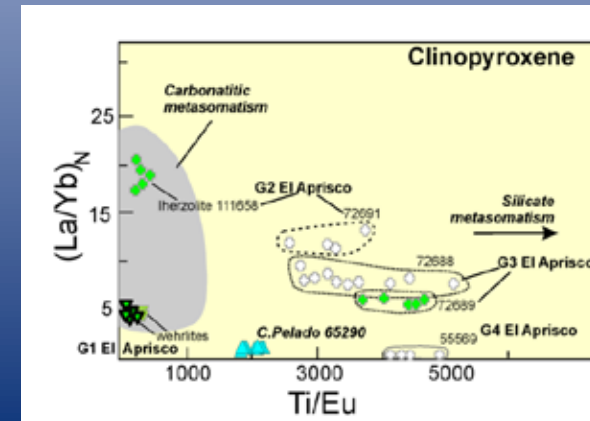 Clinopyroxene
Carbonatitic
metasomatism
25
(La/Yb)N
G2 El Aprisco
lherzolite 111658
72691
15
Silicate
metasomatism
72688
G3 El Aprisco
72689
5
wehrlites
C.Pelado 65290
G4 El Aprisco
G1 El Aprisco
55569
1000
3000
5000
Ti/Eu